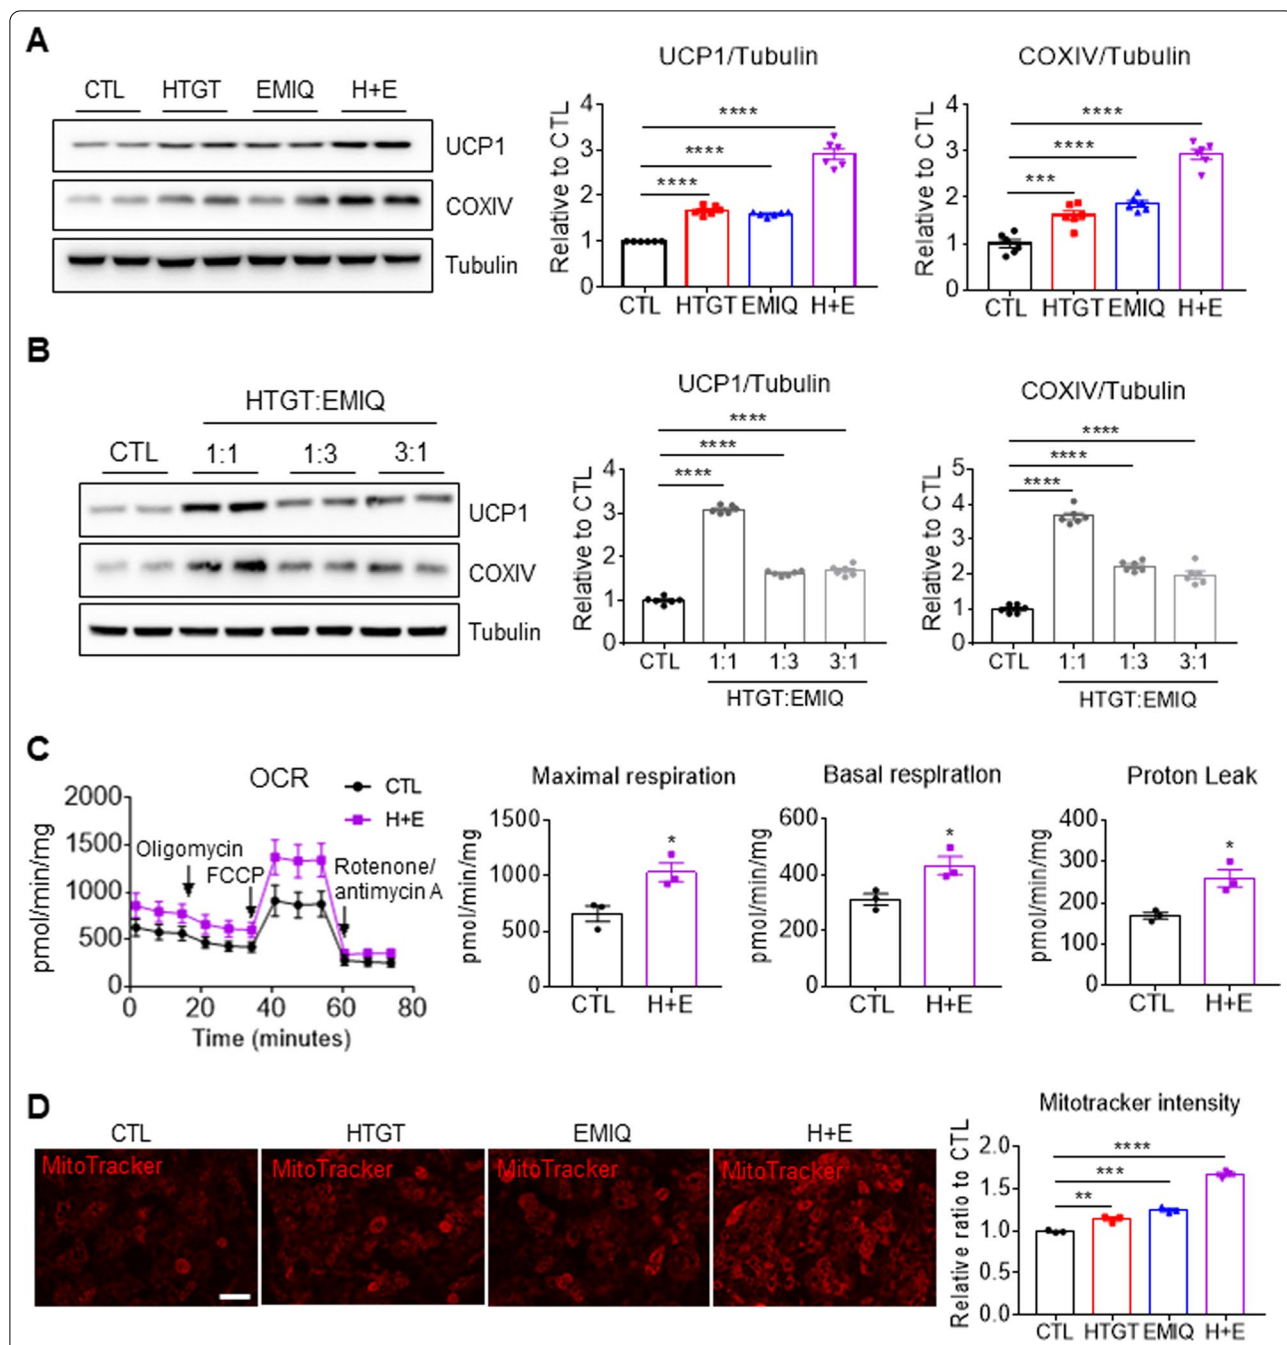 A
CTL HTGT EMIQ H+E
UCP1
COXIV
Tubulin
UCP1/Tubulin
Relative to CTL
4
3
2
1
0
****
****
****
CTL HTGT EMIQ H+E
COXIV/Tubulin
Relative to CTL
4
3
2
1
0
****
****
***
CTL HTGT EMIQ H+E
B
HTGT:EMIQ
CTL 1:1 1:3 3:1
UCP1
COXIV
Tubulin
UCP1/Tubulin
Relative to CTL
4
3
2
1
0
****
****
****
CTL 1:1 1:3 3:1
HTGT:EMIQ
COXIV/Tubulin
Relative to CTL
5
4
3
2
1
0
****
****
****
CTL 1:1 1:3 3:1
HTGT:EMIQ
C
OCR
CTL
H+E
pmol/min/mg
2000
1500
1000
500
0
Oligomycin
FCCP
Rotenone/
antimycin A
0 20 40 60 80
Time (minutes)
Maximal respiration
pmol/min/mg
1500
1000
500
0
*
CTL H+E
Basal respiration
pmol/min/mg
600
400
200
0
*
CTL H+E
Proton Leak
pmol/min/mg
400
300
200
100
0
*
CTL H+E
D
CTL HTGT EMIQ H+E
MitoTracker MitoTracker MitoTracker MitoTracker
Mitotracker intensity
Relative ratio to CTL
2.0
1.5
1.0
0.5
0.0
****
***
**
CTL HTGT EMIQ H+E